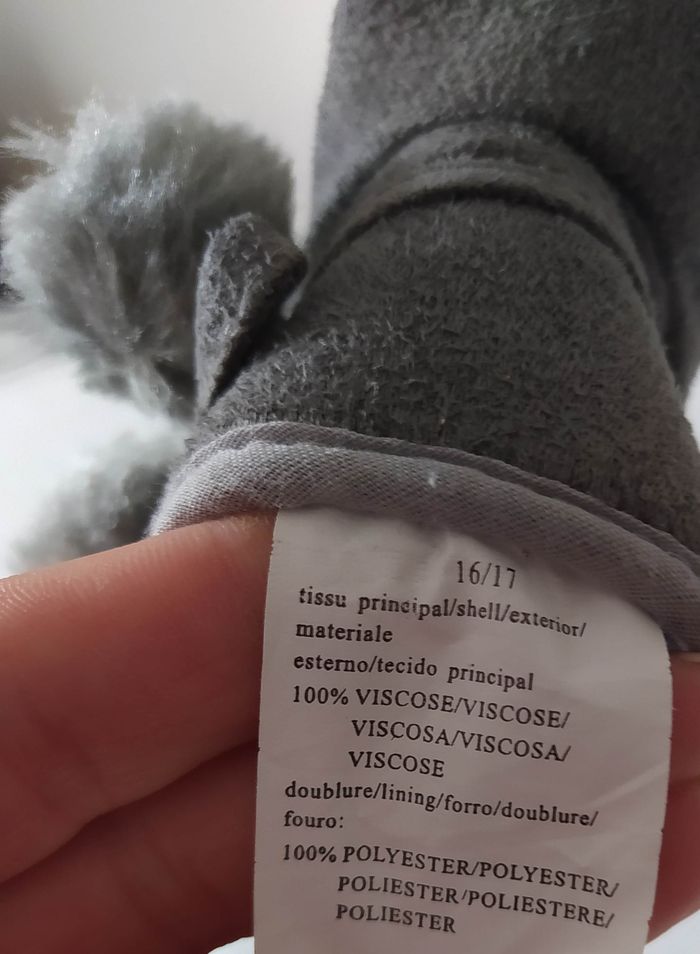 16/17
tissu principal/shell/exterior/
materiale
esterno/tecido principal
100% VISCOSE/VISCOSE/
VISCOSA/VISCOSA/
VISCOSE
doublure/lining/forro/doublure/
fouro:
100% POLYESTER/POLYESTER/
POLIESTER/POLIESTERE/
POLIESTER